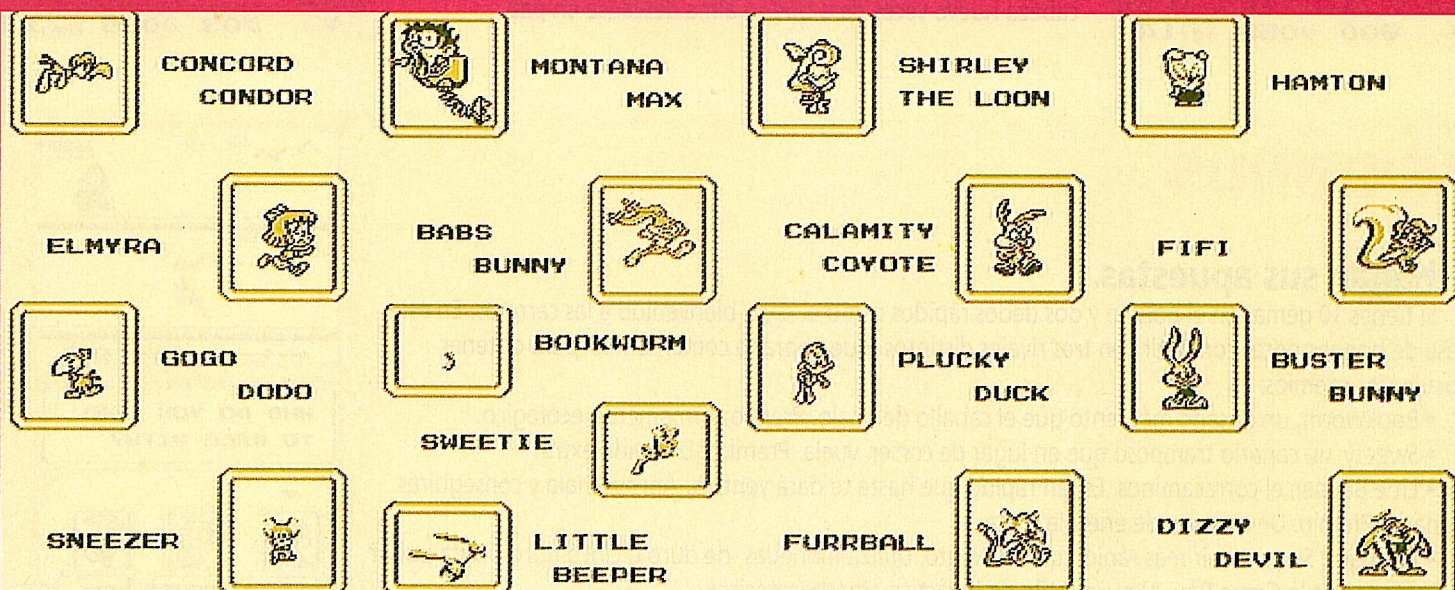 CONCORD
CONDOR
MONTANA
MAX
SHIRLEY
THE LOON
HAMTON
ELMYRA
BABS
BUNNY
CALAMITY
COYOTE
FIFI
GOGO
DODO
BOOKWORM
PLUCKY
DUCK
BUSTER
BUNNY
SWEETIE
SNEEZER
LITTLE
BEEPER
FURRBALL
DIZZY
DEVIL